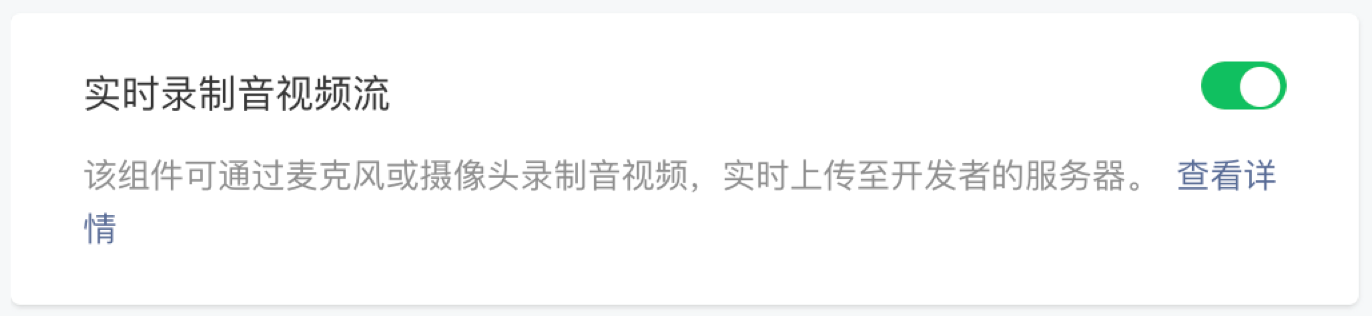 实时录制音视频流
该组件可通过麦克风或摄像头录制音视频，实时上传至开发者的服务器。 查看详
情